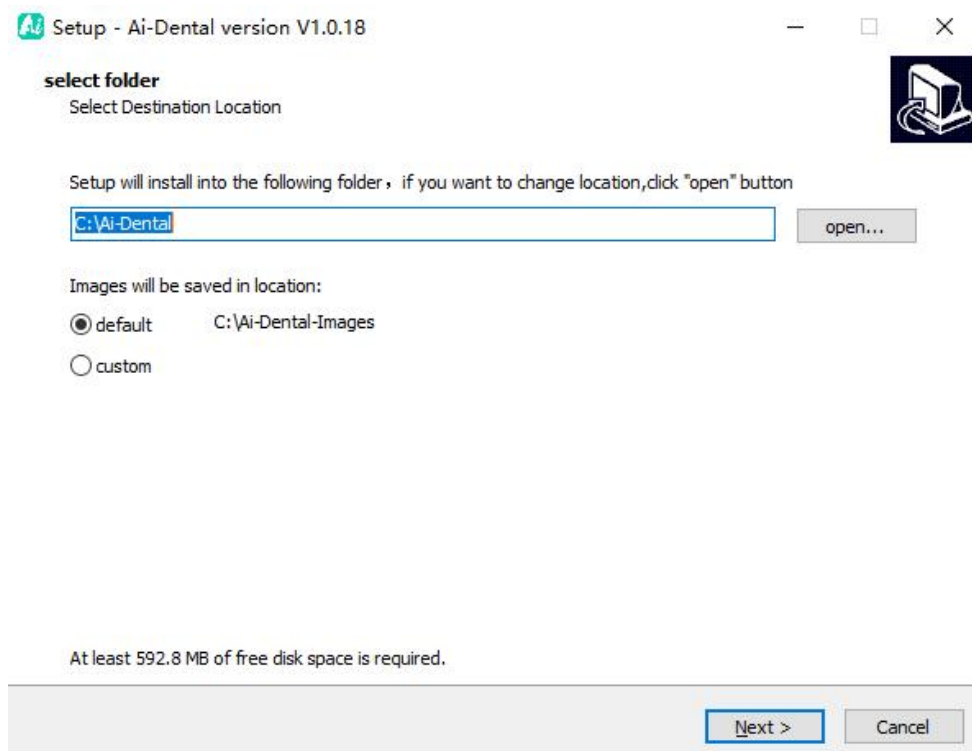 Ai Setup - Ai-Dental version V1.0.18
select folder
Select Destination Location
Setup will install into the following folder，if you want to change location,click "open" button
C:\Ai-Dental
open...
Images will be saved in location:
default C:\Ai-Dental-Images
custom
At least 592.8 MB of free disk space is required.
Next >
Cancel